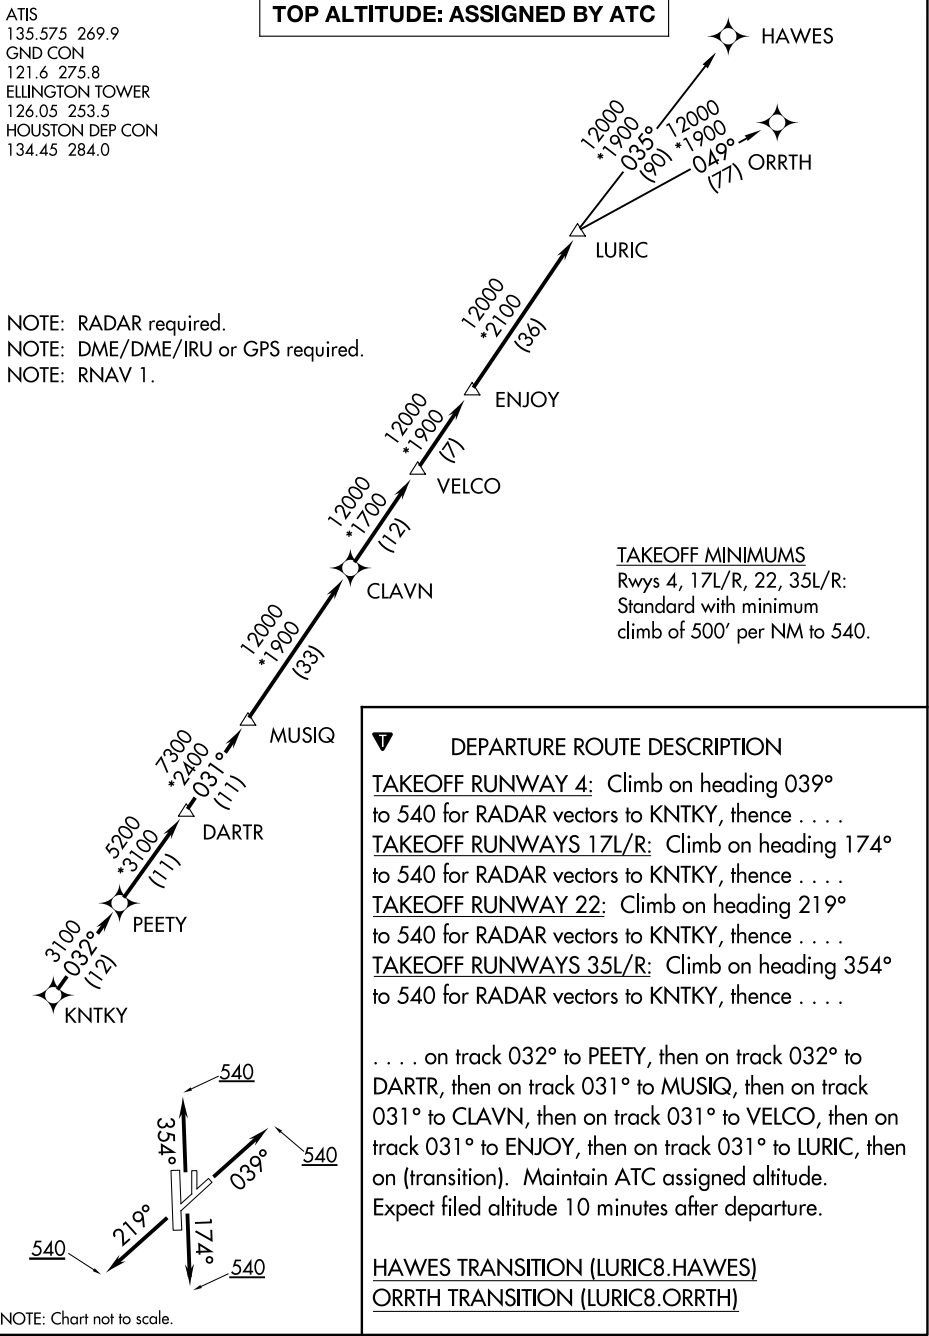 ATIS
135.575 269.9
GND CON
121.6 275.8
ELLINGTON TOWER
126.05 253.5
HOUSTON DEP CON
134.45 284.0
TOP ALTITUDE: ASSIGNED BY ATC
HAWES
12000
*1900
035°
(90)
12000
*1900
049°
(77)
ORRTH
LURIC
12000
*2100
(36)
NOTE: RADAR required.
NOTE: DME/DME/IRU or GPS required.
NOTE: RNAV 1.
ENJOY
12000
*1900
(7)
VELCO
12000
*1700
(12)
CLAVN
TAKEOFF MINIMUMS
Rwys 4, 17L/R, 22, 35L/R:
Standard with minimum
climb of 500' per NM to 540.
12000
*1900
(33)
MUSIQ
7300
*2400
031°
(11)
DARTR
5200
*3100
(11)
PEETY
3100
032°
(12)
KNTKY
T
DEPARTURE ROUTE DESCRIPTION
TAKEOFF RUNWAY 4: Climb on heading 039°
to 540 for RADAR vectors to KNTKY, thence . . . .
TAKEOFF RUNWAYS 17L/R: Climb on heading 174°
to 540 for RADAR vectors to KNTKY, thence . . . .
TAKEOFF RUNWAY 22: Climb on heading 219°
to 540 for RADAR vectors to KNTKY, thence . . . .
TAKEOFF RUNWAYS 35L/R: Climb on heading 354°
to 540 for RADAR vectors to KNTKY, thence . . . .
. . . . on track 032° to PEETY, then on track 032° to
DARTR, then on track 031° to MUSIQ, then on track
031° to CLAVN, then on track 031° to VELCO, then on
track 031° to ENJOY, then on track 031° to LURIC, then
on (transition). Maintain ATC assigned altitude.
Expect filed altitude 10 minutes after departure.
HAWES TRANSITION (LURIC8.HAWES)
ORRTH TRANSITION (LURIC8.ORRTH)
540
354°
039°
540
219°
174°
540
540
NOTE: Chart not to scale.